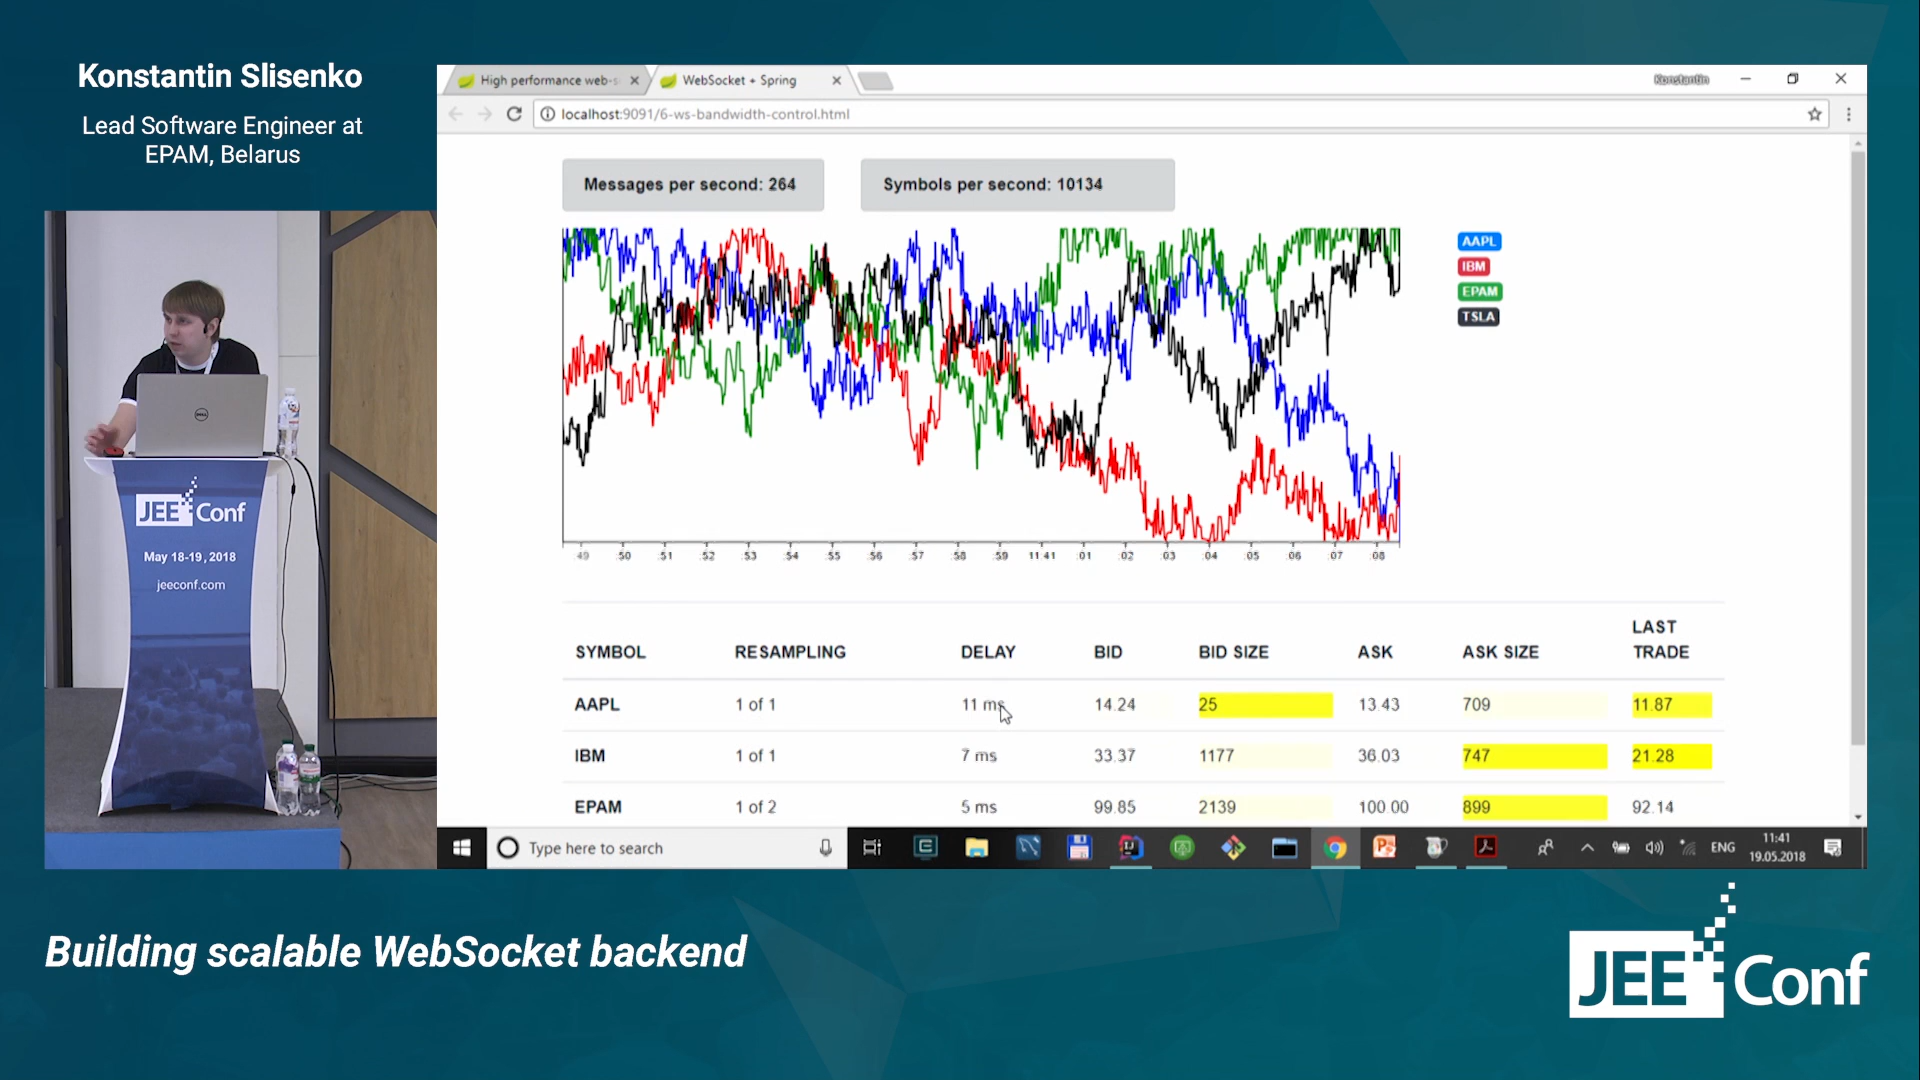 Konstantin Slisenko
Lead Software Engineer at
EPAM, Belarus
High performance web-s
WebSocket + Spring
Konstantin
localhost:9091/6-ws-bandwidth-control.html
Messages per second: 264
Symbols per second: 10134
AAPL
IBM
EPAM
TSLA
:49 :50 :51 :52 :53 :54 :55 :56 :57 :58 :59 11:41 :01 :02 :03 :04 :05 :06 :07 :08
SYMBOL RESAMPLING DELAY BID BID SIZE ASK ASK SIZE LAST TRADE
AAPL 1 of 1 11 ms 14.24 25 13.43 709 11.87
IBM 1 of 1 7 ms 33.37 1177 36.03 747 21.28
EPAM 1 of 2 5 ms 99.85 2139 100.00 899 92.14
Type here to search
ENG
11:41
19.05.2018
DELL
JEE Conf
May 18-19, 2018
jeeconf.com
Building scalable WebSocket backend
JEE Conf